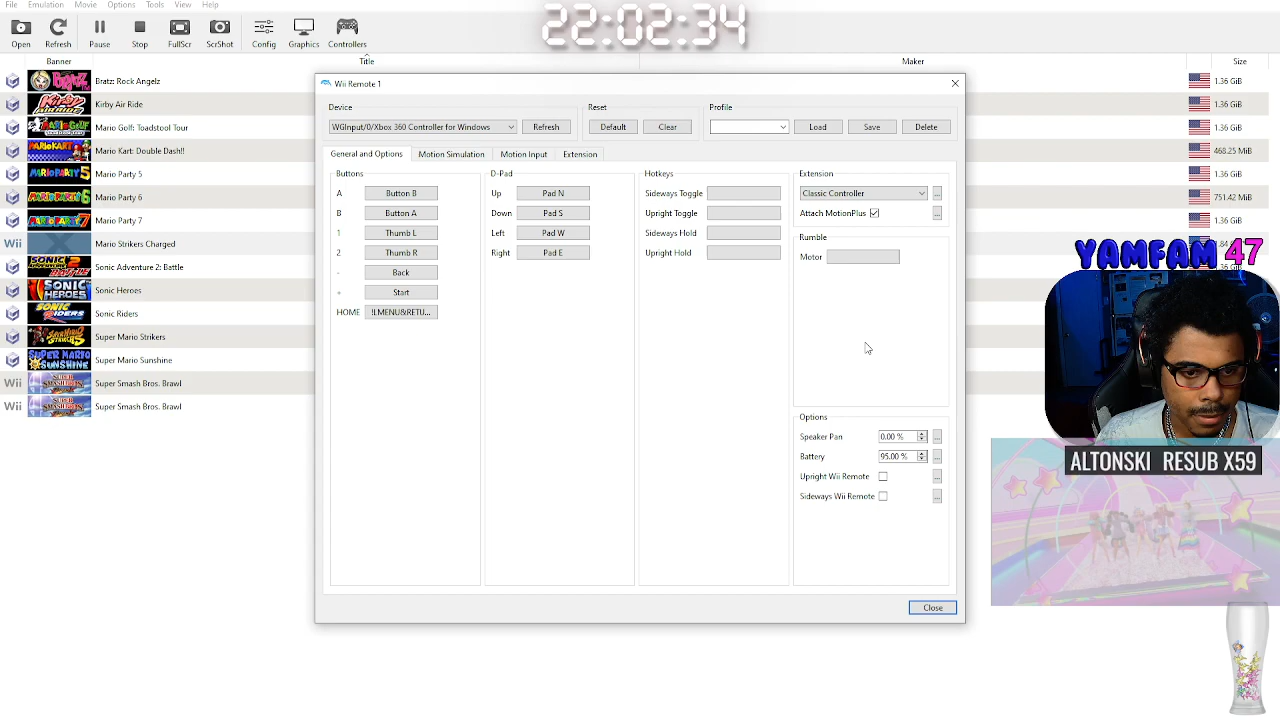 File Emulation Movie Options Tools View Help
22:02:34
Open Refresh Pause Stop FullScr ScrShot Config Graphics Controllers
Banner Title Maker Size
Bratz: Rock Angelz 1.36 GiB
Kirby Air Ride 1.36 GiB
Mario Golf: Toadstool Tour 1.36 GiB
Mario Kart: Double Dash!! 468.25 MiB
Mario Party 5 1.36 GiB
Mario Party 6 751.42 MiB
Mario Party 7 1.36 GiB
Wii Mario Strikers Charged
Sonic Adventure 2: Battle
Sonic Heroes
Sonic Riders
Super Mario Strikers
Super Mario Sunshine
Wii Super Smash Bros. Brawl
Wii Super Smash Bros. Brawl
Wii Remote 1
Device Reset Profile
WGInput/0/Xbox 360 Controller for Windows Refresh Default Clear Load Save Delete
General and Options Motion Simulation Motion Input Extension
Buttons
A Button B
B Button A
1 Thumb L
2 Thumb R
- Back
+ Start
HOME !LMENU&RETU...
D-Pad
Up Pad N
Down Pad S
Left Pad W
Right Pad E
Hotkeys
Sideways Toggle
Upright Toggle
Sideways Hold
Upright Hold
Extension
Classic Controller ...
Attach MotionPlus ...
Rumble
Motor
Options
Speaker Pan 0.00 % ...
Battery 95.00 % ...
Upright Wii Remote ...
Sideways Wii Remote ...
Close
YAMFAM 47
ALTONSKI RESUB X59